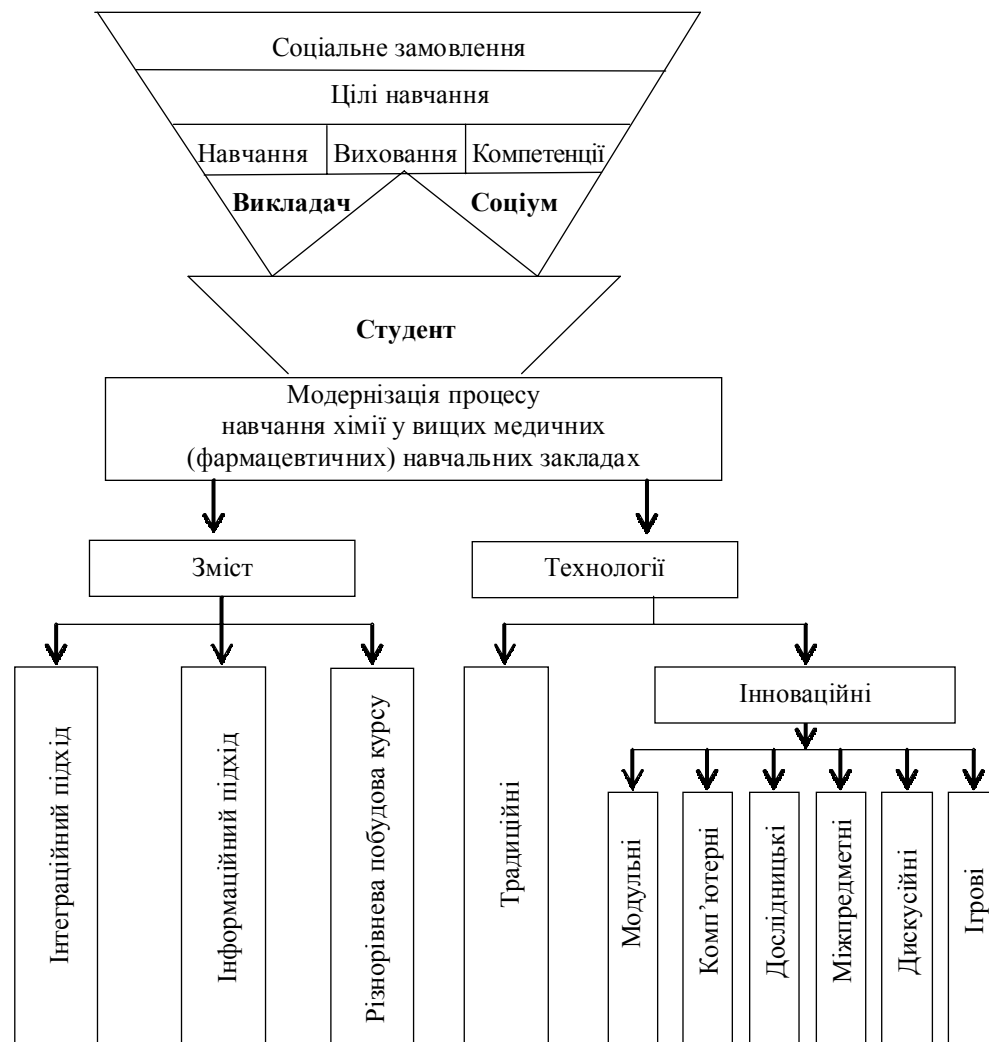 Соціальне замовлення
Цілі навчання
Навчання
Виховання
Компетенції
Викладач
Соціум
Студент
Модернізація процесу
навчання хімії у вищих медичних
(фармацевтичних) навчальних закладах
Зміст
Технології
Інтеграційний підхід
Інформаційний підхід
Різнорівнева побудова курсу
Традиційні
Інноваційні
Модульні
Комп’ютерні
Дослідницькі
Міжпредметні
Дискусійні
Ігрові